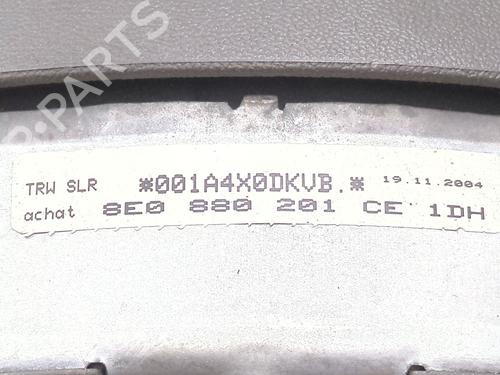 B-PARTS
TRW SLR *001A4X0DKVB.* 19.11.2004
achat 8E0 880 201 CE 1DH